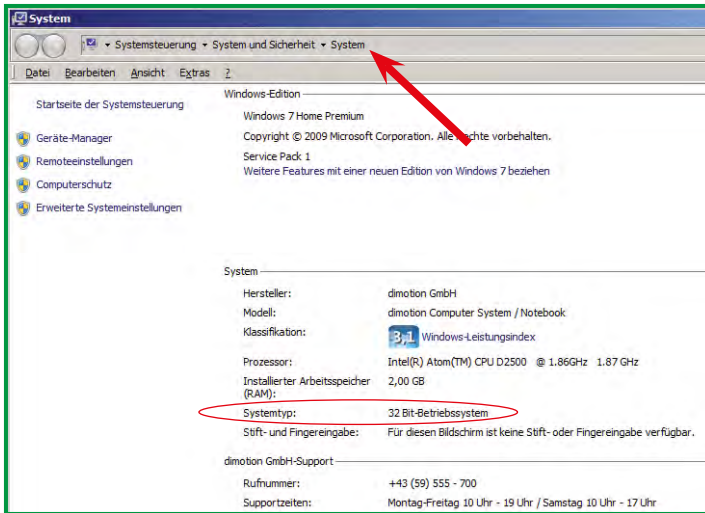 System
Systemsteuerung System und Sicherheit System
Datei Bearbeiten Ansicht Extras ?
Startseite der Systemsteuerung
Geräte-Manager
Remoteeinstellungen
Computerschutz
Erweiterte Systemeinstellungen
Windows-Edition
Windows 7 Home Premium
Copyright © 2009 Microsoft Corporation. Alle Rechte vorbehalten.
Service Pack 1
Weitere Features mit einer neuen Edition von Windows 7 beziehen
System
Hersteller: dimotion GmbH
Modell: dimotion Computer System / Notebook
Klassifikation: 3,1 Windows-Leistungsindex
Prozessor: Intel(R) Atom(TM) CPU D2500 @ 1.86GHz 1.87 GHz
Installierter Arbeitsspeicher 2,00 GB
(RAM):
Systemtyp: 32 Bit-Betriebssystem
Stift- und Fingereingabe: Für diesen Bildschirm ist keine Stift- oder Fingereingabe verfügbar.
dimotion GmbH-Support
Rufnummer: +43 (59) 555 - 700
Supportzeiten: Montag-Freitag 10 Uhr - 19 Uhr / Samstag 10 Uhr - 17 Uhr